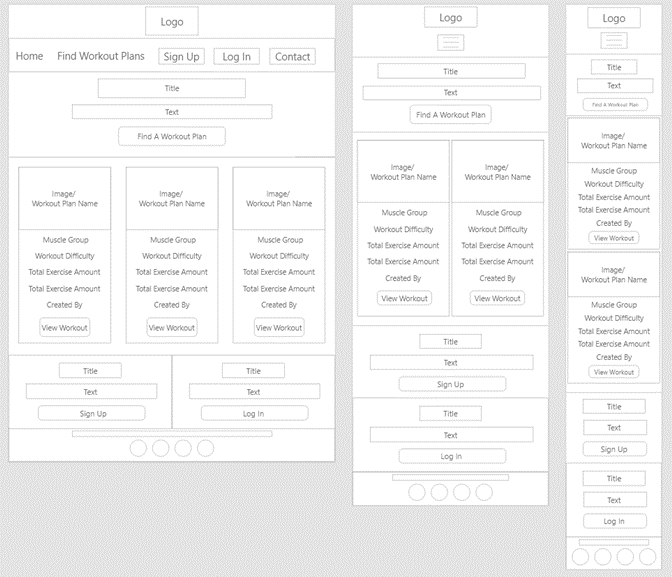 Logo
Home Find Workout Plans Sign Up Log In Contact
Title
Text
Find A Workout Plan
Image/ Image/ Image/
Workout Plan Name Workout Plan Name Workout Plan Name
Muscle Group Muscle Group Muscle Group
Workout Difficulty Workout Difficulty Workout Difficulty
Total Exercise Amount Total Exercise Amount Total Exercise Amount
Total Exercise Amount Total Exercise Amount Total Exercise Amount
Created By Created By Created By
View Workout View Workout View Workout
Title Title
Text Text
Sign Up Log In
Logo
Title
Text
Find A Workout Plan
Image/ Image/
Workout Plan Name Workout Plan Name
Muscle Group Muscle Group
Workout Difficulty Workout Difficulty
Total Exercise Amount Total Exercise Amount
Total Exercise Amount Total Exercise Amount
Created By Created By
View Workout View Workout
Title
Text
Sign Up
Title
Text
Log In
Logo
Title
Text
Find A Workout Plan
Image/
Workout Plan Name
Muscle Group
Workout Difficulty
Total Exercise Amount
Total Exercise Amount
Created By
View Workout
Image/
Workout Plan Name
Muscle Group
Workout Difficulty
Total Exercise Amount
Total Exercise Amount
Created By
View Workout
Title
Text
Sign Up
Title
Text
Log In